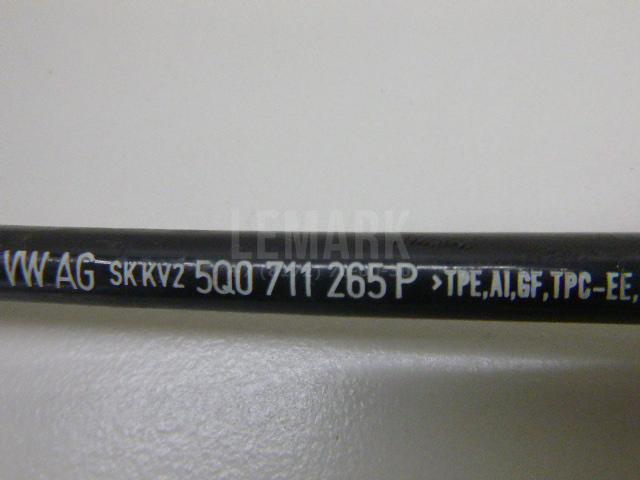 LEMARK
VW AG SKKV2 5Q0 711 265 P >TPE,AI,GF,TPC-EE,